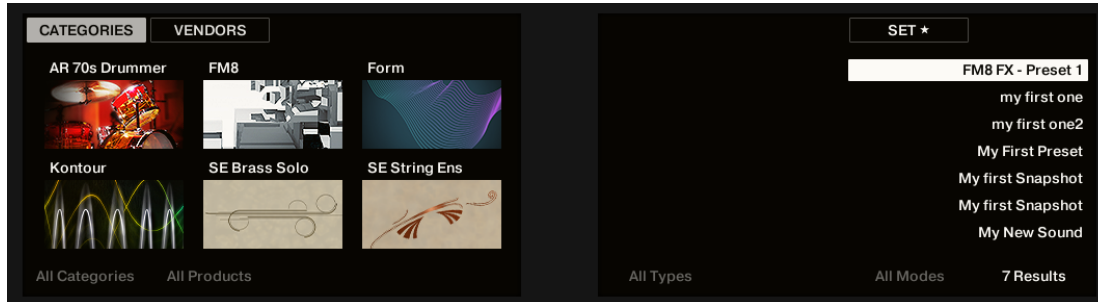 CATEGORIES VENDORS
AR 70s Drummer FM8 Form
Kontour SE Brass Solo SE String Ens
All Categories All Products
SET ★
FM8 FX - Preset 1
my first one
my first one2
My First Preset
My first Snapshot
My first Snapshot
My New Sound
All Types All Modes 7 Results